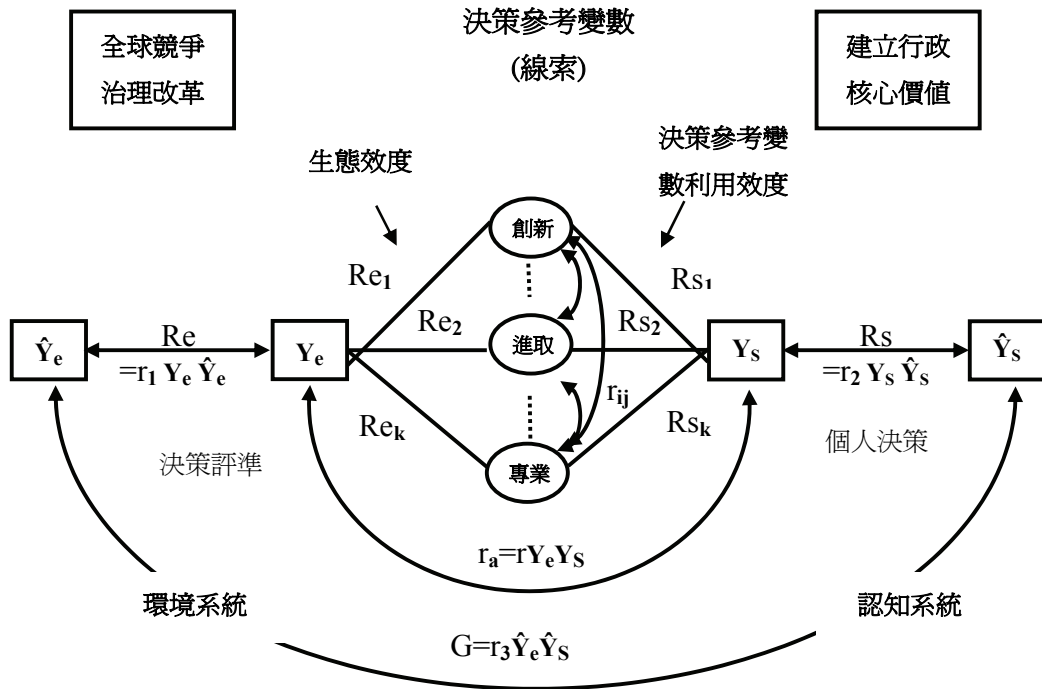 決策參考變數
(線索)
全球競爭
治理改革
建立行政
核心價值
生態效度
決策參考變
數利用效度
創新
Re1
Rs1
Re2
Rs2
Ŷe
Re
=r1 Ye Ŷe
Ye
進取
Ys
Rs
=r2 Ys Ŷs
Ŷs
rij
Rek
Rsk
決策評準
個人決策
專業
ra=rYeYS
環境系統
認知系統
G=r3ŶeŶS